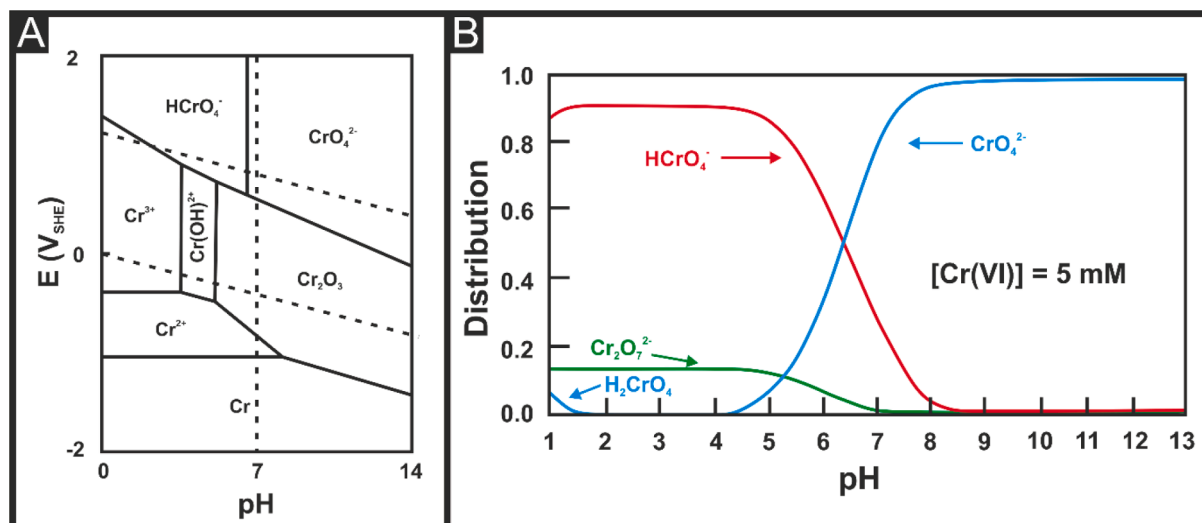 A
2
0
-2
E (V_SHE)
HCrO₄⁻
CrO₄²⁻
Cr³⁺
Cr(OH)²⁺
Cr₂O₃
Cr²⁺
Cr
0
7
14
pH
B
1.0
0.8
0.6
0.4
0.2
0.0
Distribution
HCrO₄⁻
CrO₄²⁻
[Cr(VI)] = 5 mM
Cr₂O₇²⁻
H₂CrO₄
1 2 3 4 5 6 7 8 9 10 11 12 13
pH